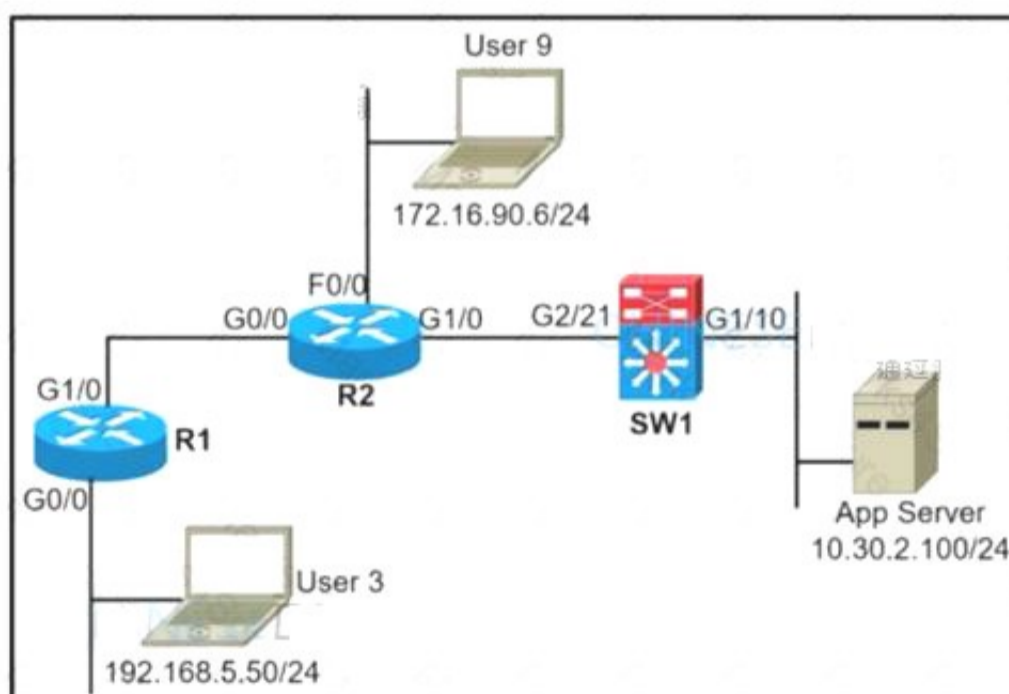 User 9
172.16.90.6/24
F0/0
G0/0
G1/0
G2/21
G1/10
R2
SW1
G1/0
R1
G0/0
App Server
10.30.2.100/24
User 3
192.168.5.50/24